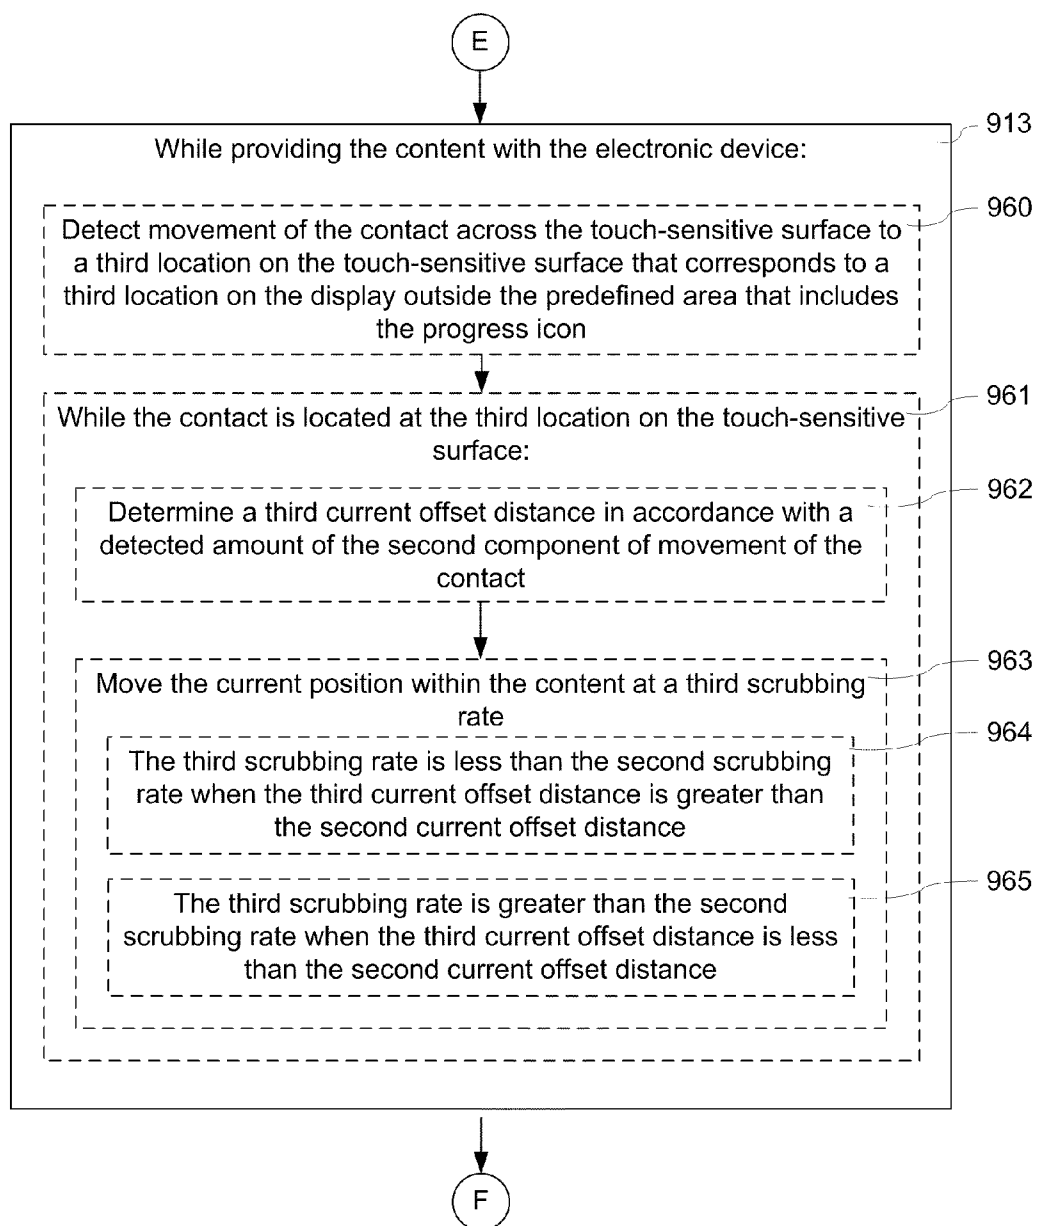 E
913
While providing the content with the electronic device:
960
Detect movement of the contact across the touch-sensitive surface to
a third location on the touch-sensitive surface that corresponds to a
third location on the display outside the predefined area that includes
the progress icon
961
While the contact is located at the third location on the touch-sensitive
surface:
962
Determine a third current offset distance in accordance with a
detected amount of the second component of movement of the
contact
963
Move the current position within the content at a third scrubbing
rate
964
The third scrubbing rate is less than the second scrubbing
rate when the third current offset distance is greater than
the second current offset distance
965
The third scrubbing rate is greater than the second
scrubbing rate when the third current offset distance is less
than the second current offset distance
F